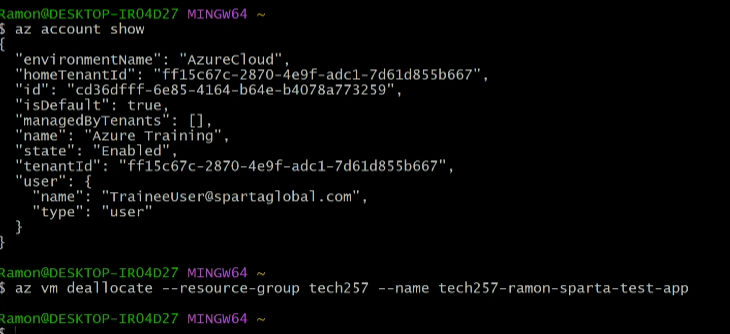 Ramon@DESKTOP-IR04D27 MINGW64 ~
$ az account show
{
  "environmentName": "AzureCloud",
  "homeTenantId": "ff15c67c-2870-4e9f-adc1-7d61d855b667",
  "id": "cd36dfff-6e85-4164-b64e-b4078a773259",
  "isDefault": true,
  "managedByTenants": [],
  "name": "Azure Training",
  "state": "Enabled",
  "tenantId": "ff15c67c-2870-4e9f-adc1-7d61d855b667",
  "user": {
    "name": "TraineeUser@spartaglobal.com",
    "type": "user"
  }
}
Ramon@DESKTOP-IR04D27 MINGW64 ~
$ az vm deallocate --resource-group tech257 --name tech257-ramon-sparta-test-app
Ramon@DESKTOP-IR04D27 MINGW64 ~
$